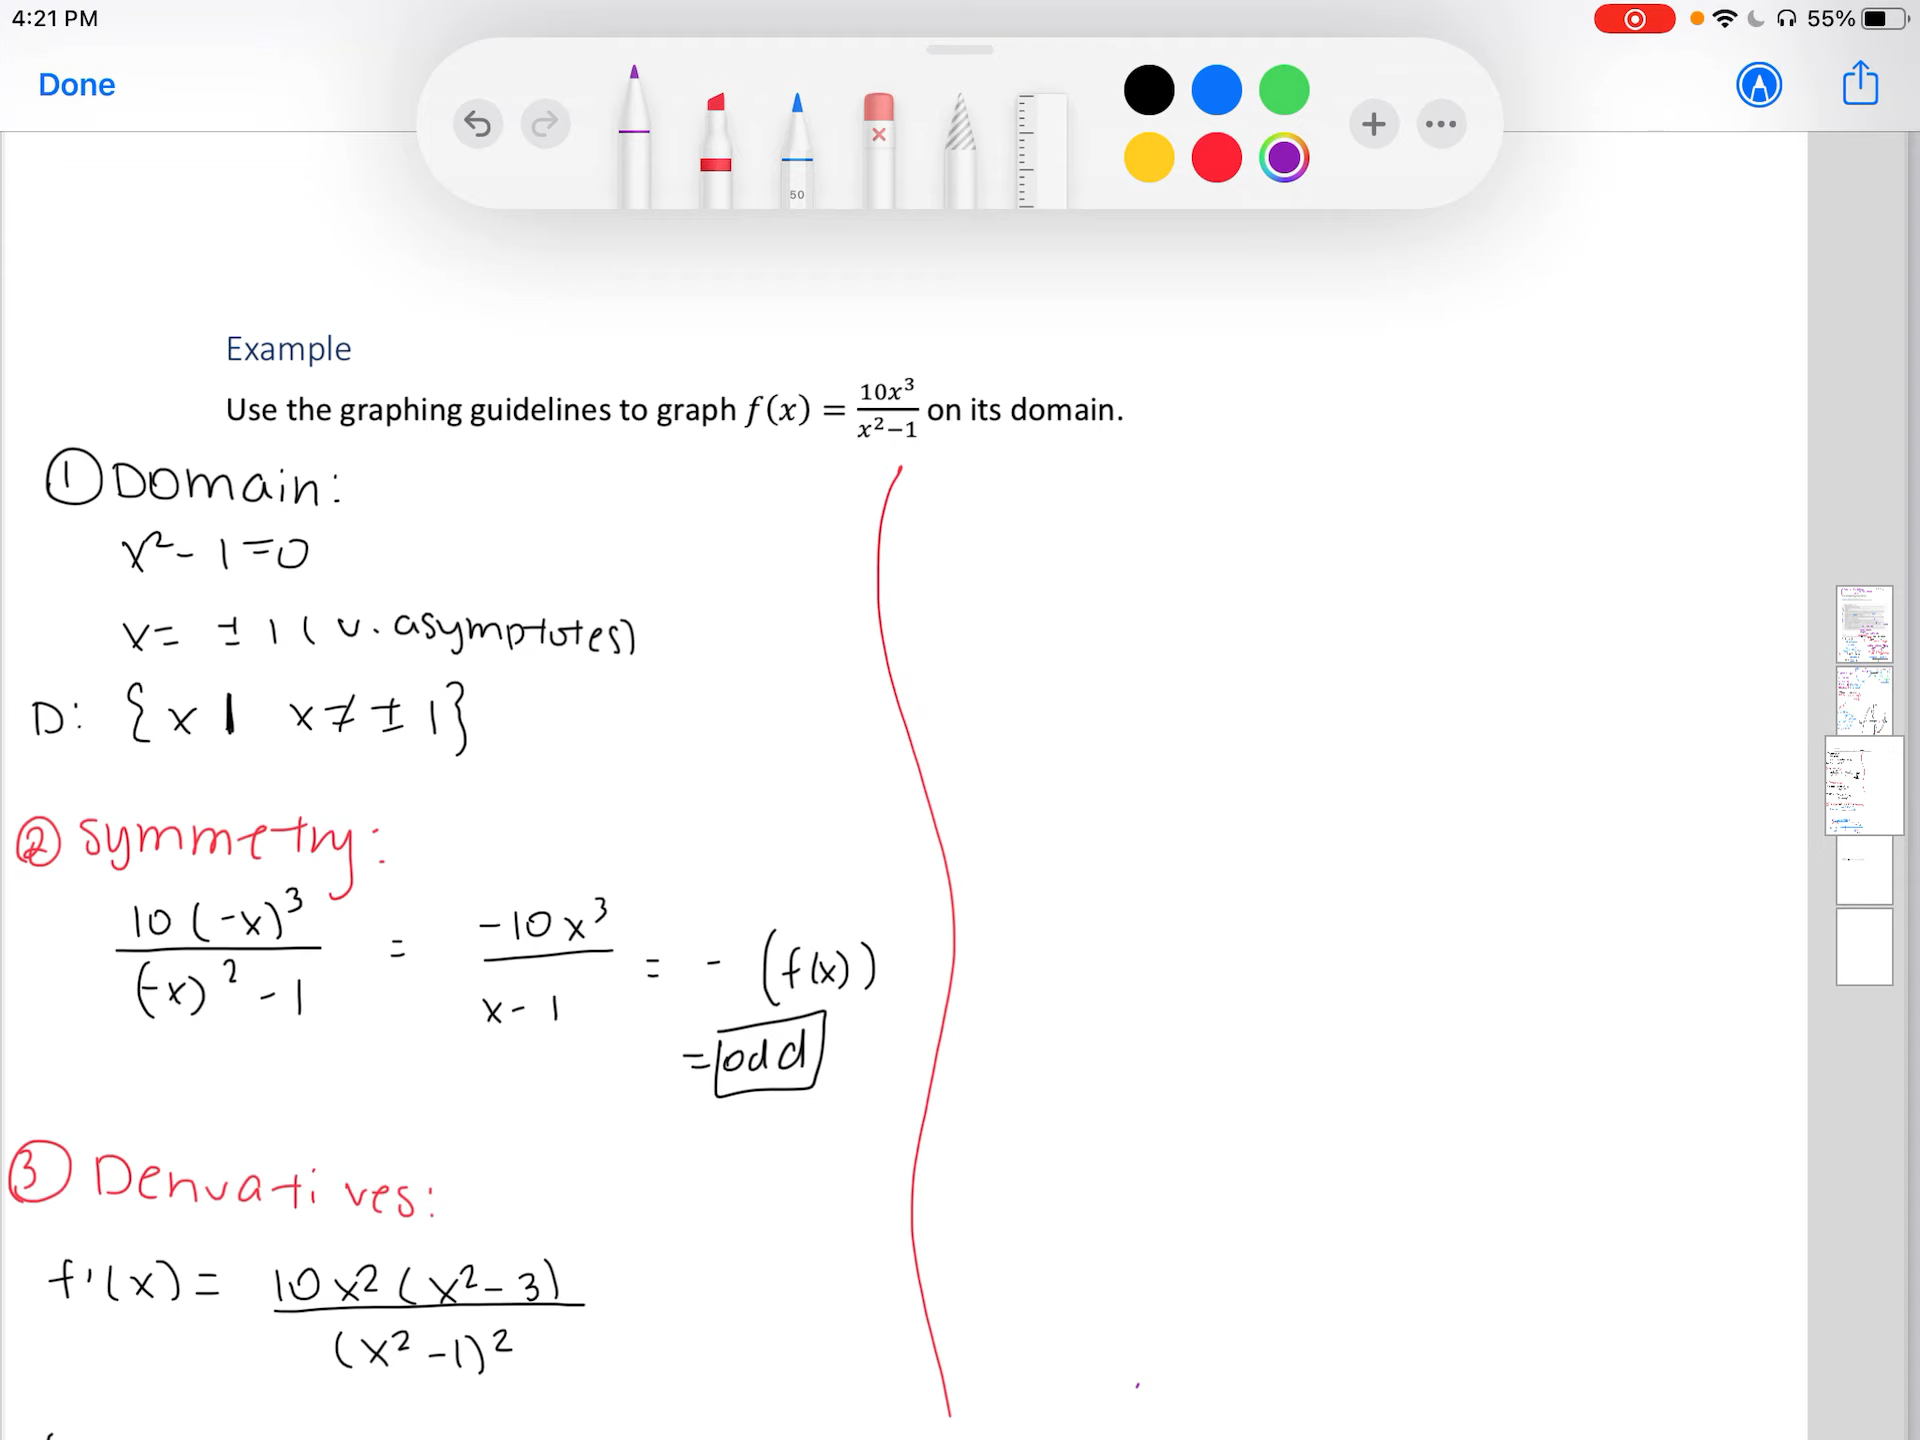 4:21 PM
55%
Done
50
Example
Use the graphing guidelines to graph f(x) = 10x³/(x²−1) on its domain.
① Domain:
x² - 1 = 0
x = ± 1 ( v. asymptotes)
D: {x | x ≠ ± 1}
② Symmetry:
10(-x)³/((-x)² - 1) = -10x³/(x - 1) = - (f(x))
= odd
③ Derivatives:
f'(x) = 10x²(x² - 3)/(x² - 1)²